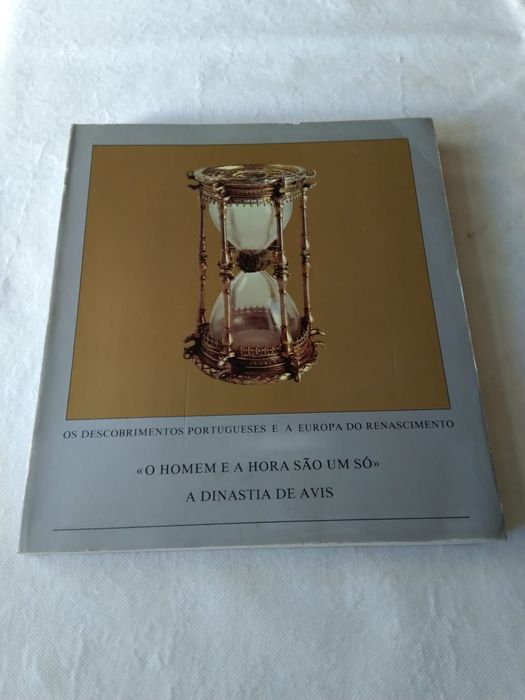 OS DESCOBRIMENTOS PORTUGUESES E A EUROPA DO RENASCIMENTO
«O HOMEM E A HORA SÃO UM SÓ»
A DINASTIA DE AVIS